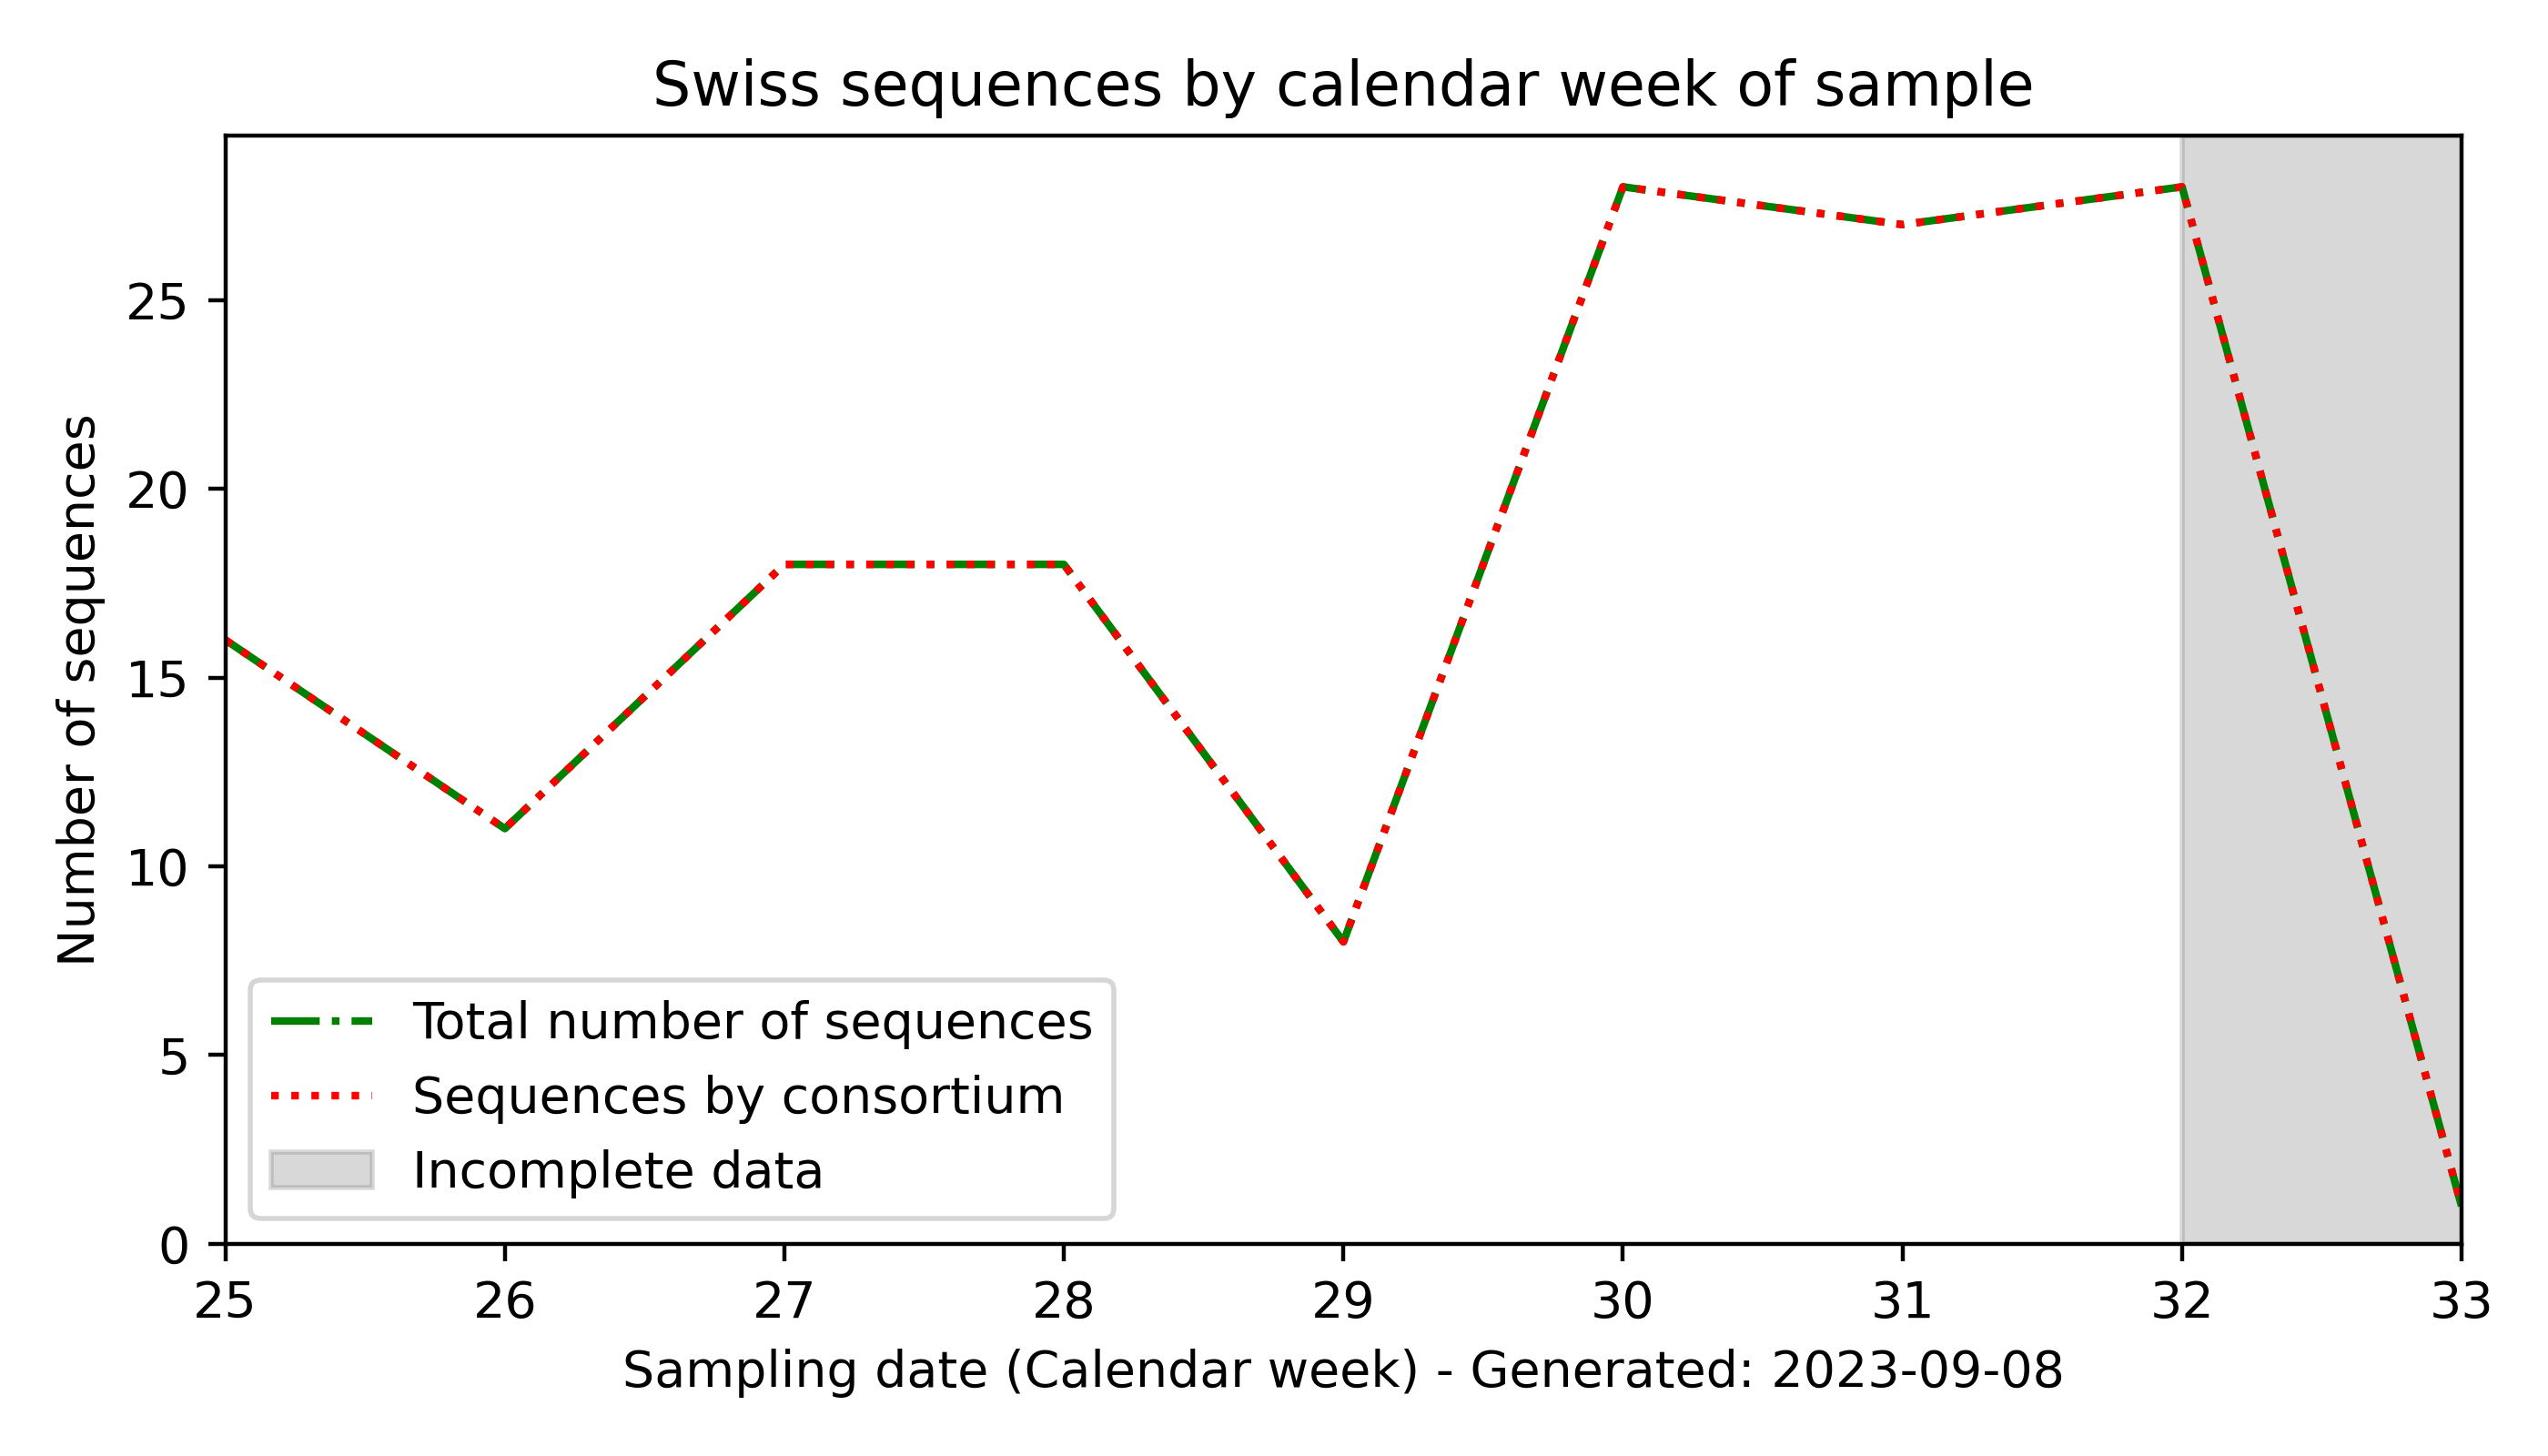 Swiss sequences by calendar week of sample
Number of sequences
25
20
15
10
5
0
Total number of sequences
Sequences by consortium
Incomplete data
25 26 27 28 29 30 31 32 33
Sampling date (Calendar week) - Generated: 2023-09-08